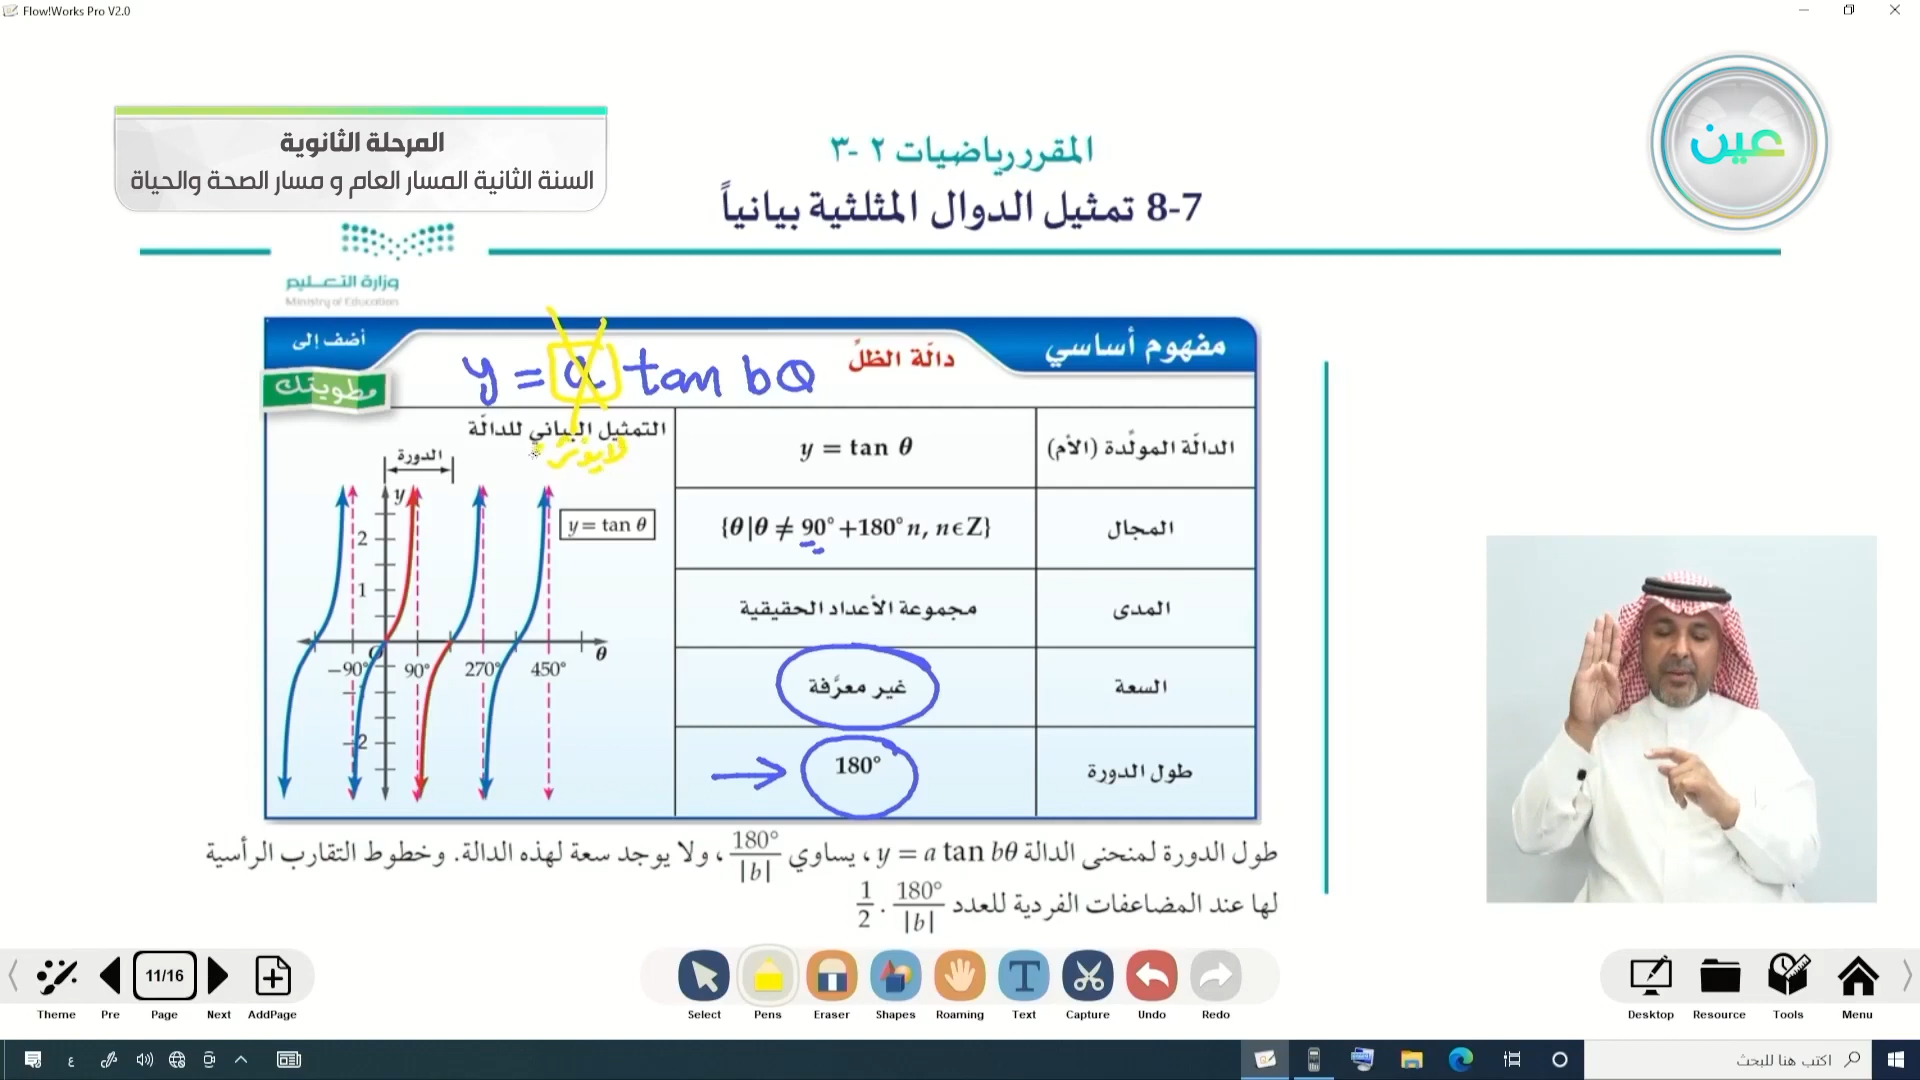 Flow!Works Pro V2.0
المرحلة الثانوية
السنة الثانية المسار العام و مسار الصحة والحياة
المقرر رياضيات ٢ -٣
8-7 تمثيل الدوال المثلثية بيانياً
عين
وزارة التعليم
Ministry of Education
مفهوم أساسي
دالّة الظلِّ
أضف إلى
مطويتك
y = a tan bθ
لا يؤثر
الدالّة المولّدة (الأم)
y = tan θ
التمثيل البياني للدالّة
المجال
{θ|θ ≠ 90° +180° n, n∈Z}
المدى
مجموعة الأعداد الحقيقية
السعة
غير معرَّفة
طول الدورة
180°
الدورة
y
y = tan θ
2
1
O
θ
−90° 90° 270° 450°
−1
−2
طول الدورة لمنحنى الدالة y = a tan bθ ، يساوي 180°/|b| ، ولا يوجد سعة لهذه الدالة. وخطوط التقارب الرأسية
لها عند المضاعفات الفردية للعدد 180°/|b| · 1/2
11/16
Theme Pre Page Next AddPage
Select Pens Eraser Shapes Roaming Text Capture Undo Redo
T
Desktop Resource Tools Menu
ع
اكتب هنا للبحث